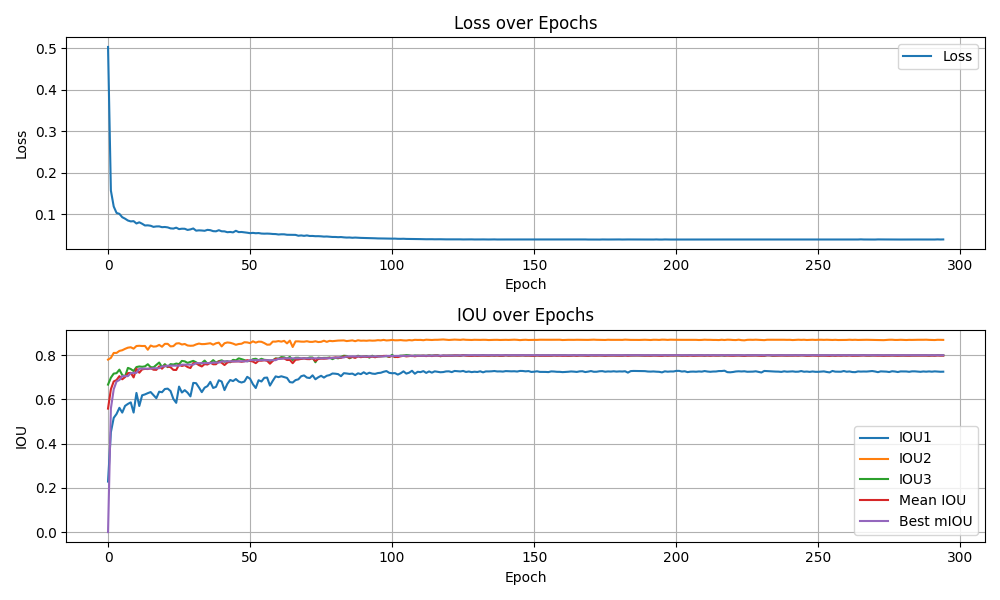 Loss over Epochs
Loss
0.5
0.4
0.3
0.2
0.1
Loss
0 50 100 150 200 250 300
Epoch
IOU over Epochs
IOU
0.8
0.6
0.4
0.2
0.0
IOU1
IOU2
IOU3
Mean IOU
Best mIOU
0 50 100 150 200 250 300
Epoch